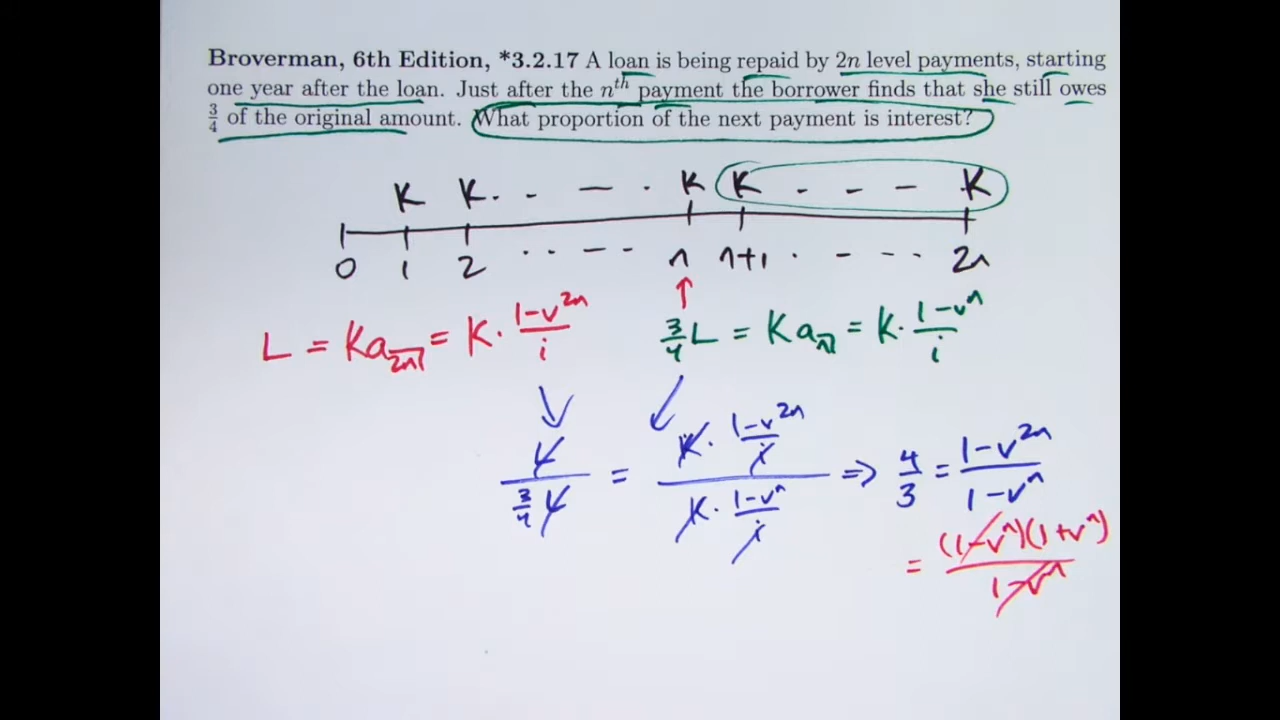 Broverman, 6th Edition, *3.2.17 A loan is being repaid by 2n level payments, starting
one year after the loan. Just after the nᵗʰ payment the borrower finds that she still owes
3/4 of the original amount. What proportion of the next payment is interest?
K K . - — . K K - - - K
0 1 2 . . - - - n n+1 . - - . . 2n
L = K a_{2n⅂} = K · (1-v^{2n})/i
↑
3/4 L = K a_{n⅂} = K · (1-v^n)/i
L / (3/4 L) = (K · (1-v^{2n})/i) / (K · (1-v^n)/i) ⇒ 4/3 = (1-v^{2n})/(1-v^n)
= (1-v^n)(1+v^n) / (1-v^n)